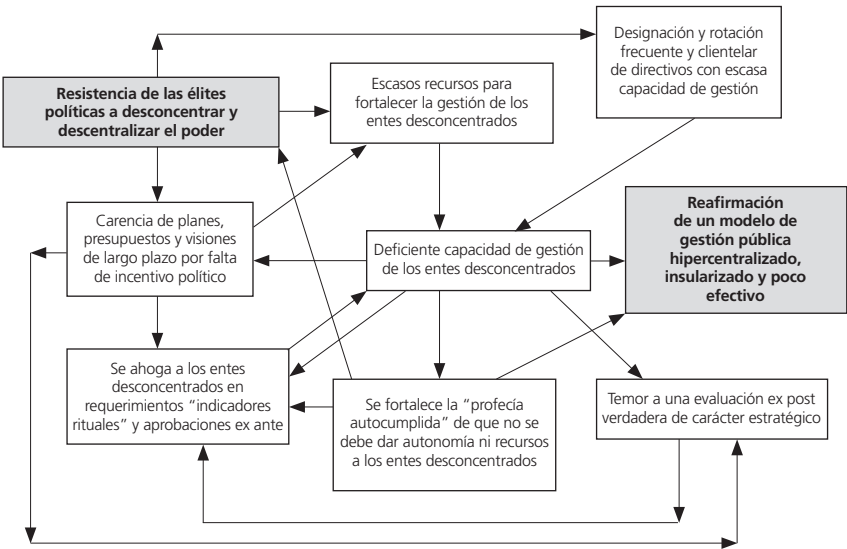 Designación y rotación
frecuente y clientelar
de directivos con escasa
capacidad de gestión
Resistencia de las élites
políticas a desconcentrar y
descentralizar el poder
Escasos recursos para
fortalecer la gestión de los
entes desconcentrados
Carencia de planes,
presupuestos y visiones
de largo plazo por falta
de incentivo político
Deficiente capacidad de gestión
de los entes desconcentrados
Reafirmación
de un modelo de
gestión pública
hipercentralizado,
insularizado y poco
efectivo
Se ahoga a los entes
desconcentrados en
requerimientos “indicadores
rituales” y aprobaciones ex ante
Se fortalece la “profecía
autocumplida” de que no se
debe dar autonomía ni recursos
a los entes desconcentrados
Temor a una evaluación ex post
verdadera de carácter estratégico